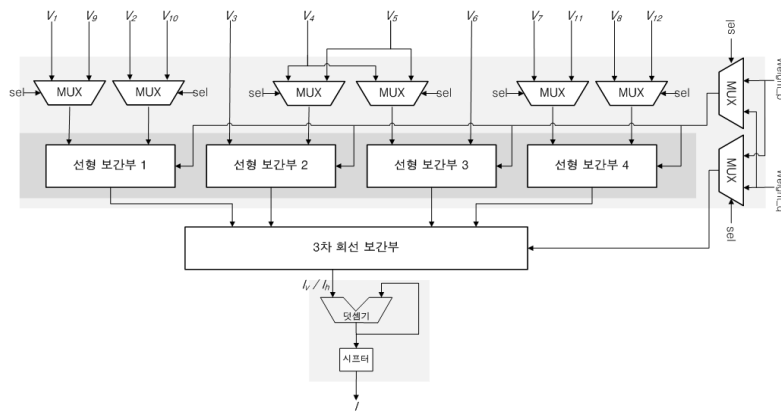 V1 V9 V2 V10 V3 V4 V5 V6 V7 V11 V8 V12
sel
Weight_p
MUX MUX MUX MUX MUX MUX MUX
sel sel sel sel sel sel
선형 보간부 1 선형 보간부 2 선형 보간부 3 선형 보간부 4
MUX
Weight_q
sel
3차 회선 보간부
Iv / Ih
덧셈기
시프터
I